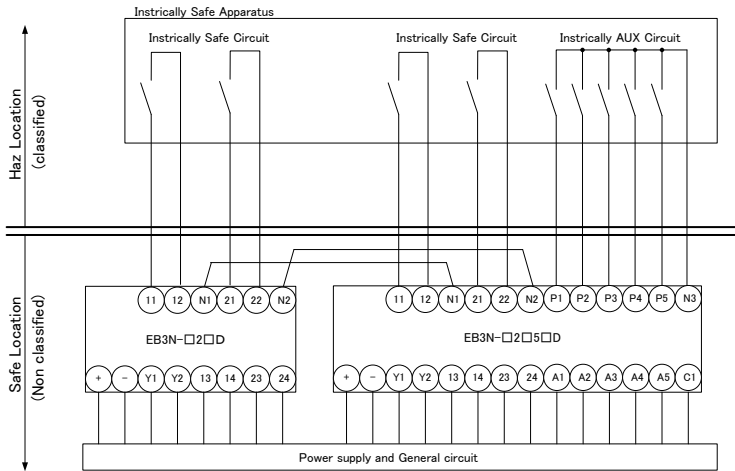 Instrically Safe Apparatus
Instrically Safe Circuit
Instrically Safe Circuit
Instrically AUX Circuit
Haz Location
(classified)
Safe Location
(Non classified)
11 12 N1 21 22 N2
11 12 N1 21 22 N2 P1 P2 P3 P4 P5 N3
EB3N-□2□D
EB3N-□2□5□D
+ - Y1 Y2 13 14 23 24
+ - Y1 Y2 13 14 23 24 A1 A2 A3 A4 A5 C1
Power supply and General circuit